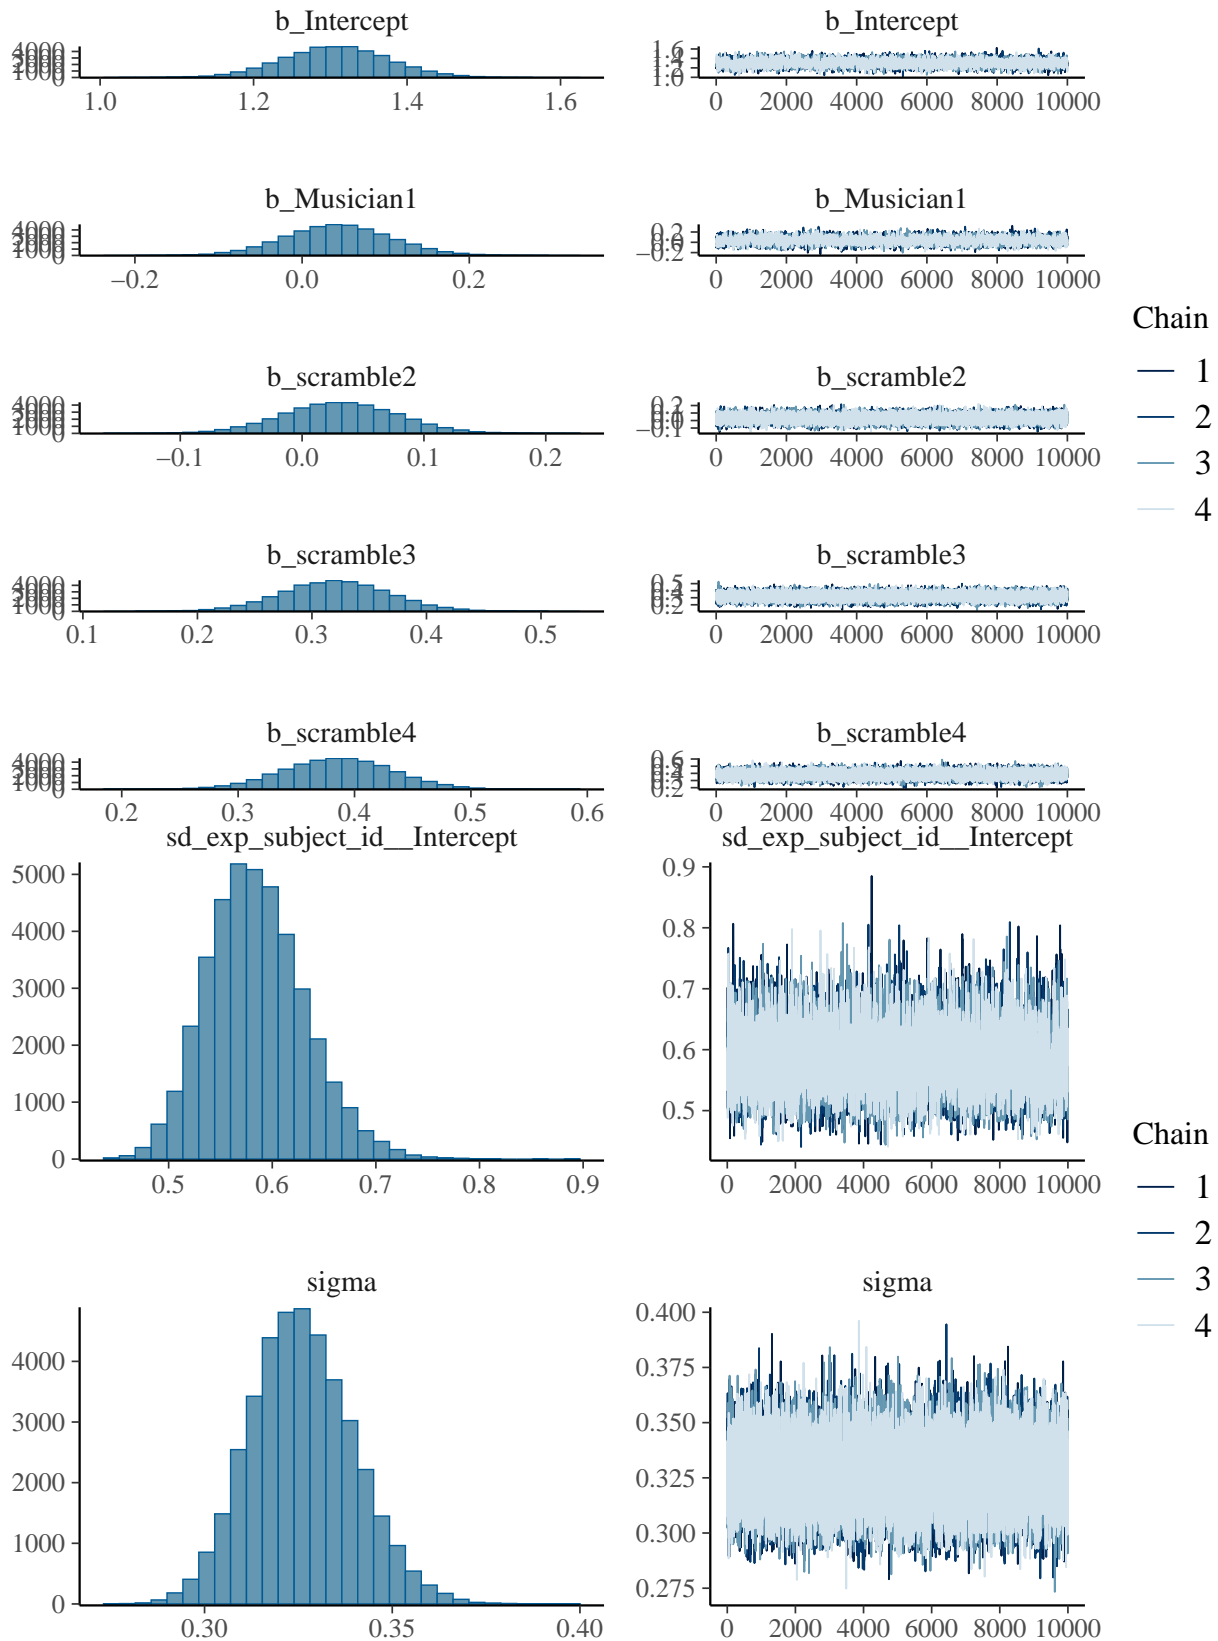 b_Intercept
1.0 1.2 1.4 1.6
b_Intercept
0 2000 4000 6000 8000 10000
b_Musician1
−0.2 0.0 0.2
b_Musician1
0 2000 4000 6000 8000 10000
b_scramble2
−0.1 0.0 0.1 0.2
b_scramble2
0 2000 4000 6000 8000 10000
b_scramble3
0.1 0.2 0.3 0.4 0.5
b_scramble3
0 2000 4000 6000 8000 10000
b_scramble4
0.2 0.3 0.4 0.5 0.6
b_scramble4
0 2000 4000 6000 8000 10000
Chain
1
2
3
4
sd_exp_subject_id__Intercept
5000
4000
3000
2000
1000
0
0.5 0.6 0.7 0.8 0.9
sd_exp_subject_id__Intercept
0.9
0.8
0.7
0.6
0.5
0 2000 4000 6000 8000 10000
sigma
4000
3000
2000
1000
0
0.30 0.35 0.40
sigma
0.400
0.375
0.350
0.325
0.300
0.275
0 2000 4000 6000 8000 10000
Chain
1
2
3
4